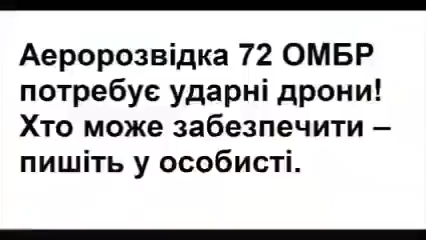 Аеророзвідка 72 ОМБР
потребує ударні дрони!
Хто може забезпечити –
пишіть у особисті.